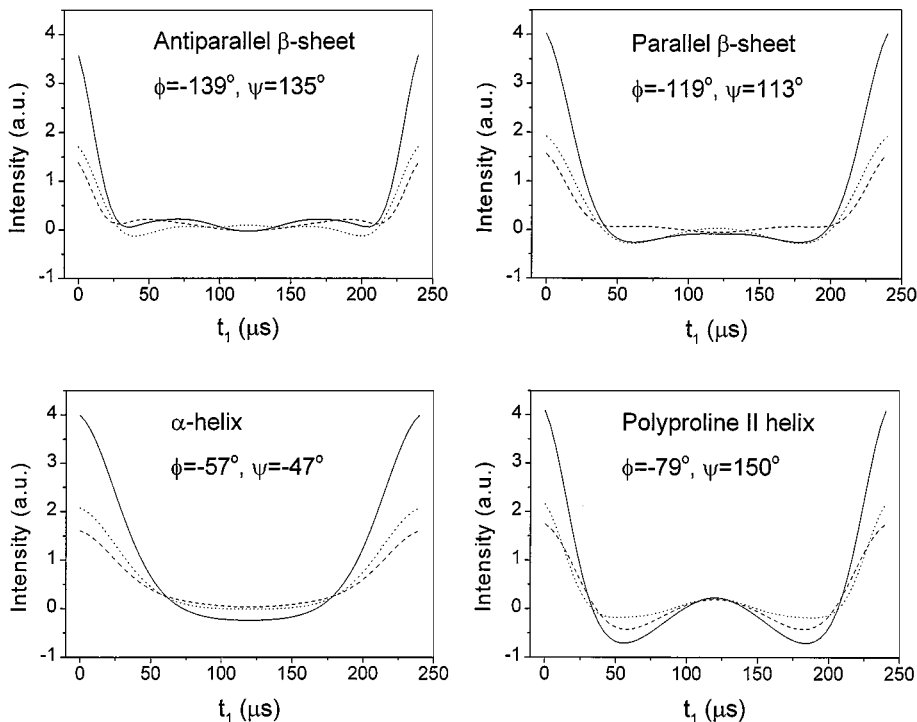 Antiparallel β-sheet
ϕ=-139°, ψ=135°
Intensity (a.u.)
4
3
2
1
0
-1
0 50 100 150 200 250
t₁ (μs)
Parallel β-sheet
ϕ=-119°, ψ=113°
Intensity (a.u.)
4
3
2
1
0
-1
0 50 100 150 200 250
t₁ (μs)
α-helix
ϕ=-57°, ψ=-47°
Intensity (a.u.)
4
3
2
1
0
-1
0 50 100 150 200 250
t₁ (μs)
Polyproline II helix
ϕ=-79°, ψ=150°
Intensity (a.u.)
4
3
2
1
0
-1
0 50 100 150 200 250
t₁ (μs)